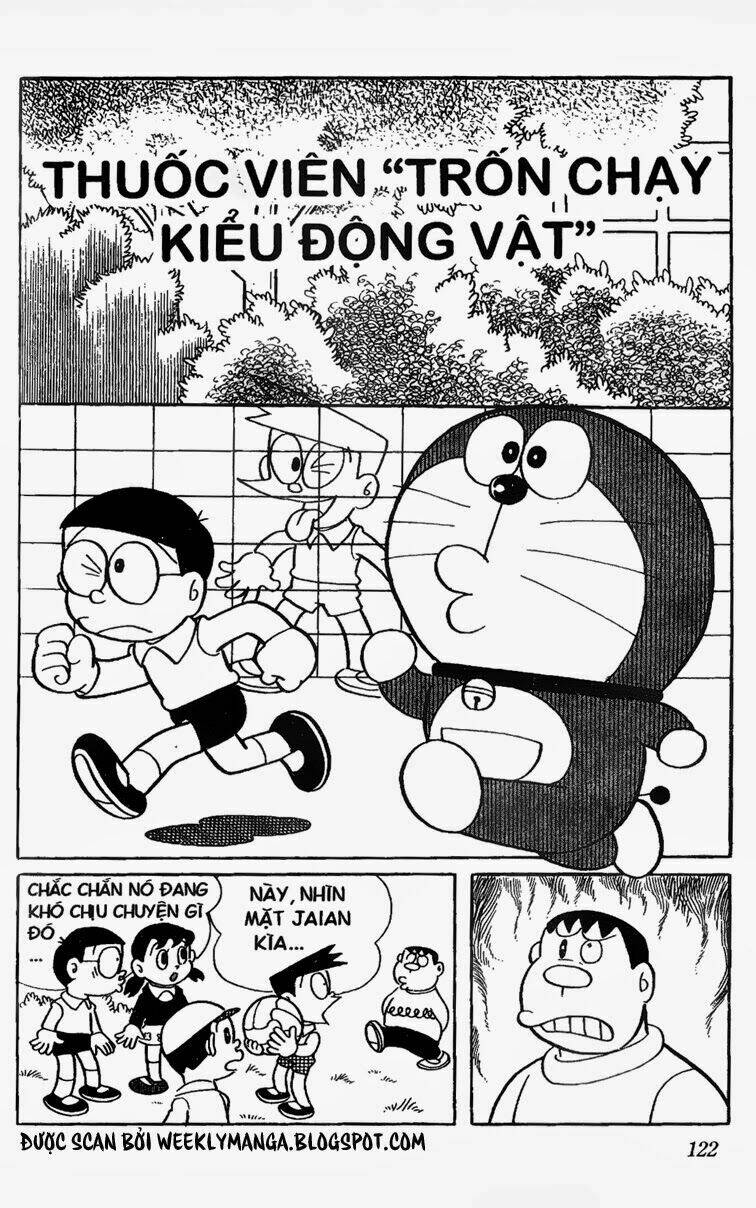 THUỐC VIÊN “TRỐN CHẠY
KIỂU ĐỘNG VẬT”
CHẮC CHẮN NÓ ĐANG
KHÓ CHỊU CHUYỆN GÌ
ĐÓ
...
NÀY, NHÌN
MẶT JAIAN
KÌA...
ĐƯỢC SCAN BỞI WEEKLYMANGA.BLOGSPOT.COM
122